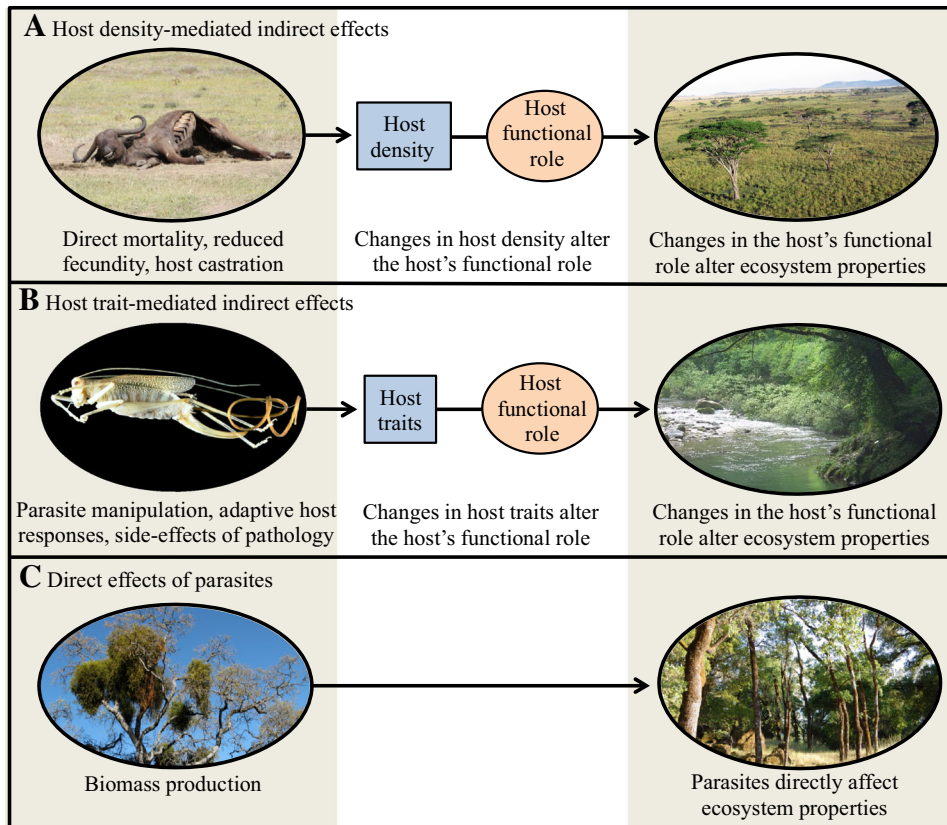 A Host density-mediated indirect effects
Host
density
Host
functional
role
Direct mortality, reduced
fecundity, host castration
Changes in host density alter
the host's functional role
Changes in the host's functional
role alter ecosystem properties
B Host trait-mediated indirect effects
Host
traits
Host
functional
role
Parasite manipulation, adaptive host
responses, side-effects of pathology
Changes in host traits alter
the host's functional role
Changes in the host's functional
role alter ecosystem properties
C Direct effects of parasites
Biomass production
Parasites directly affect
ecosystem properties